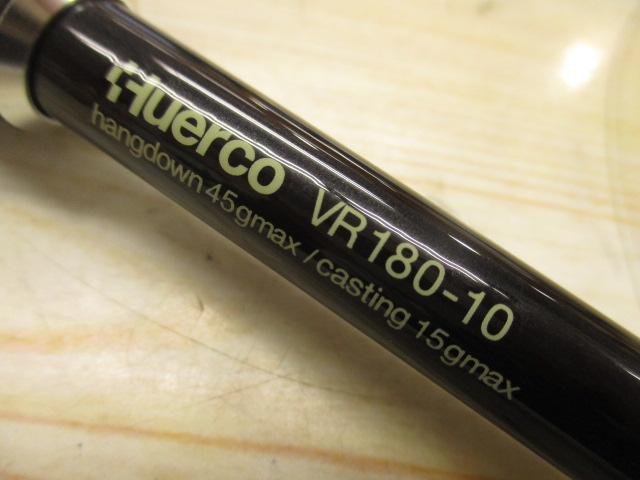 Huerco VR180-10
hangdown 45gmax / casting 15gmax